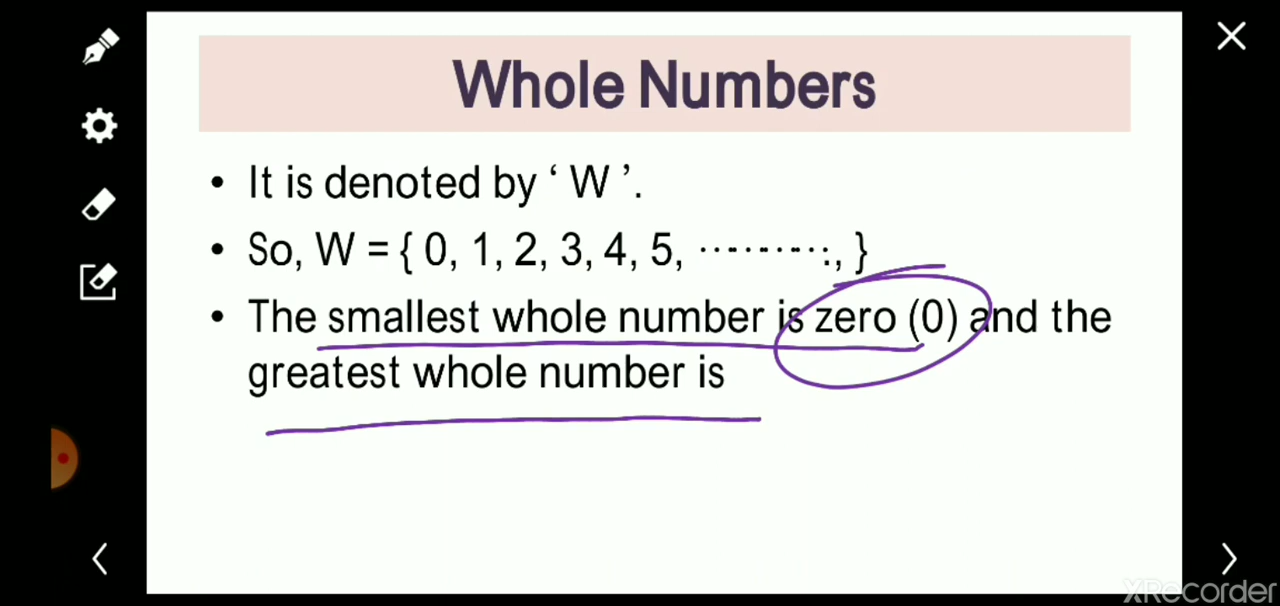 Whole Numbers
• It is denoted by ‘ W ’.
• So, W = { 0, 1, 2, 3, 4, 5, ..........:, }
• The smallest whole number is zero (0) and the
greatest whole number is
XRecorder